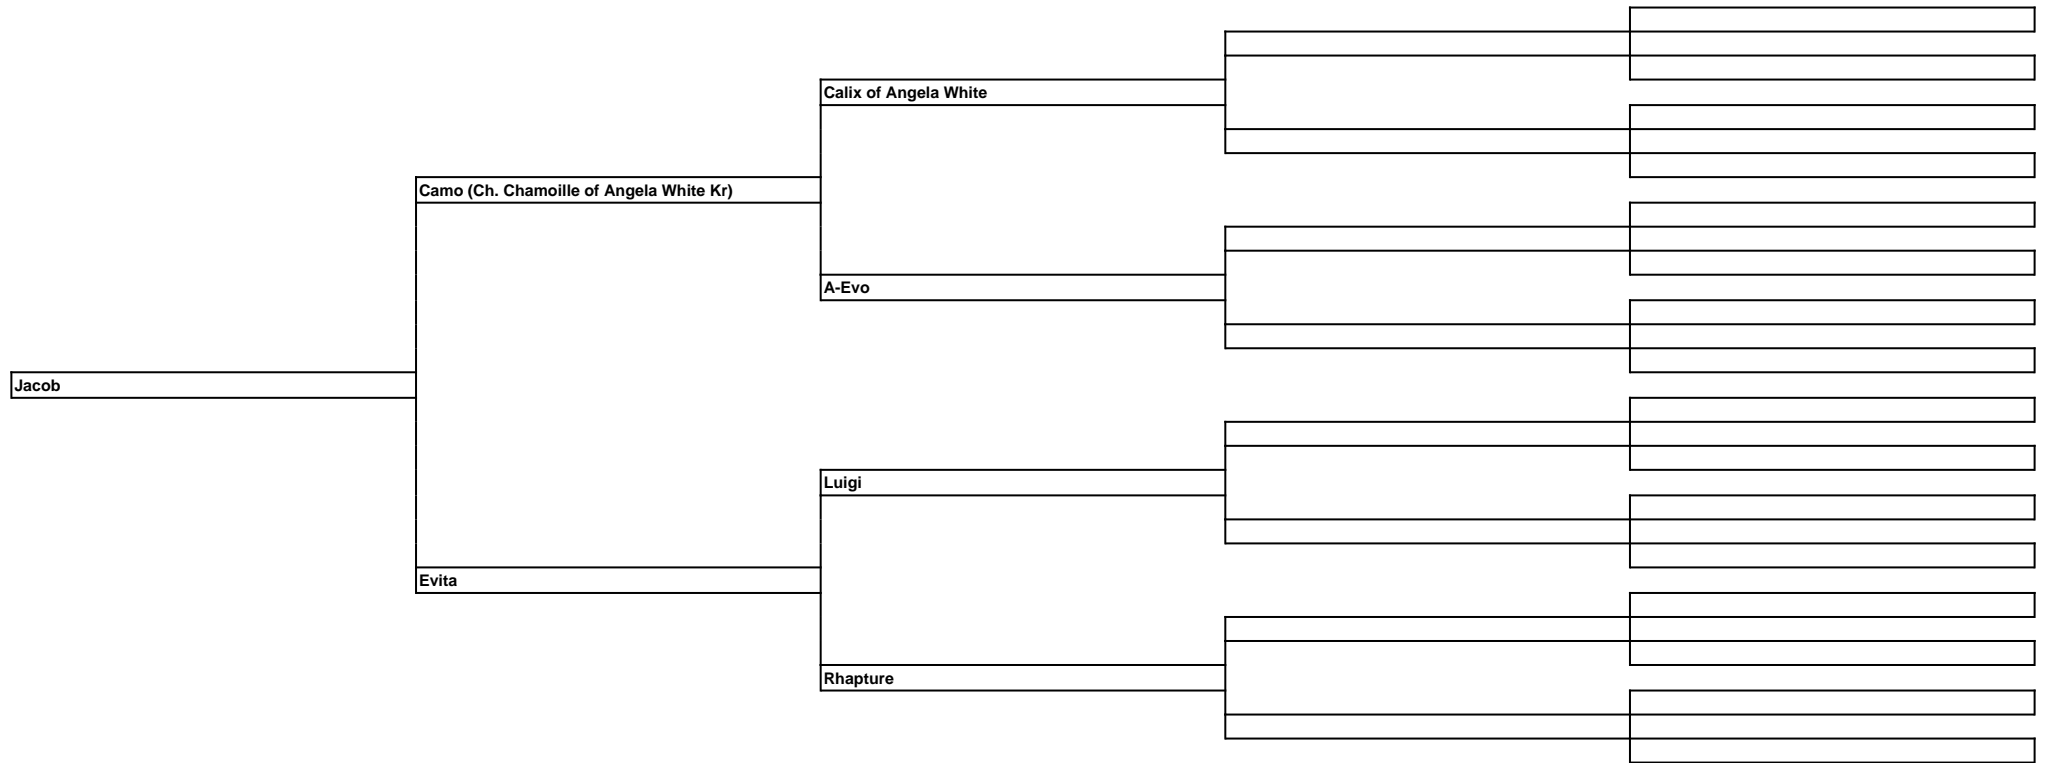 Calix of Angela White
Camo (Ch. Chamoille of Angela White Kr)
A-Evo
Jacob
Luigi
Evita
Rhapture